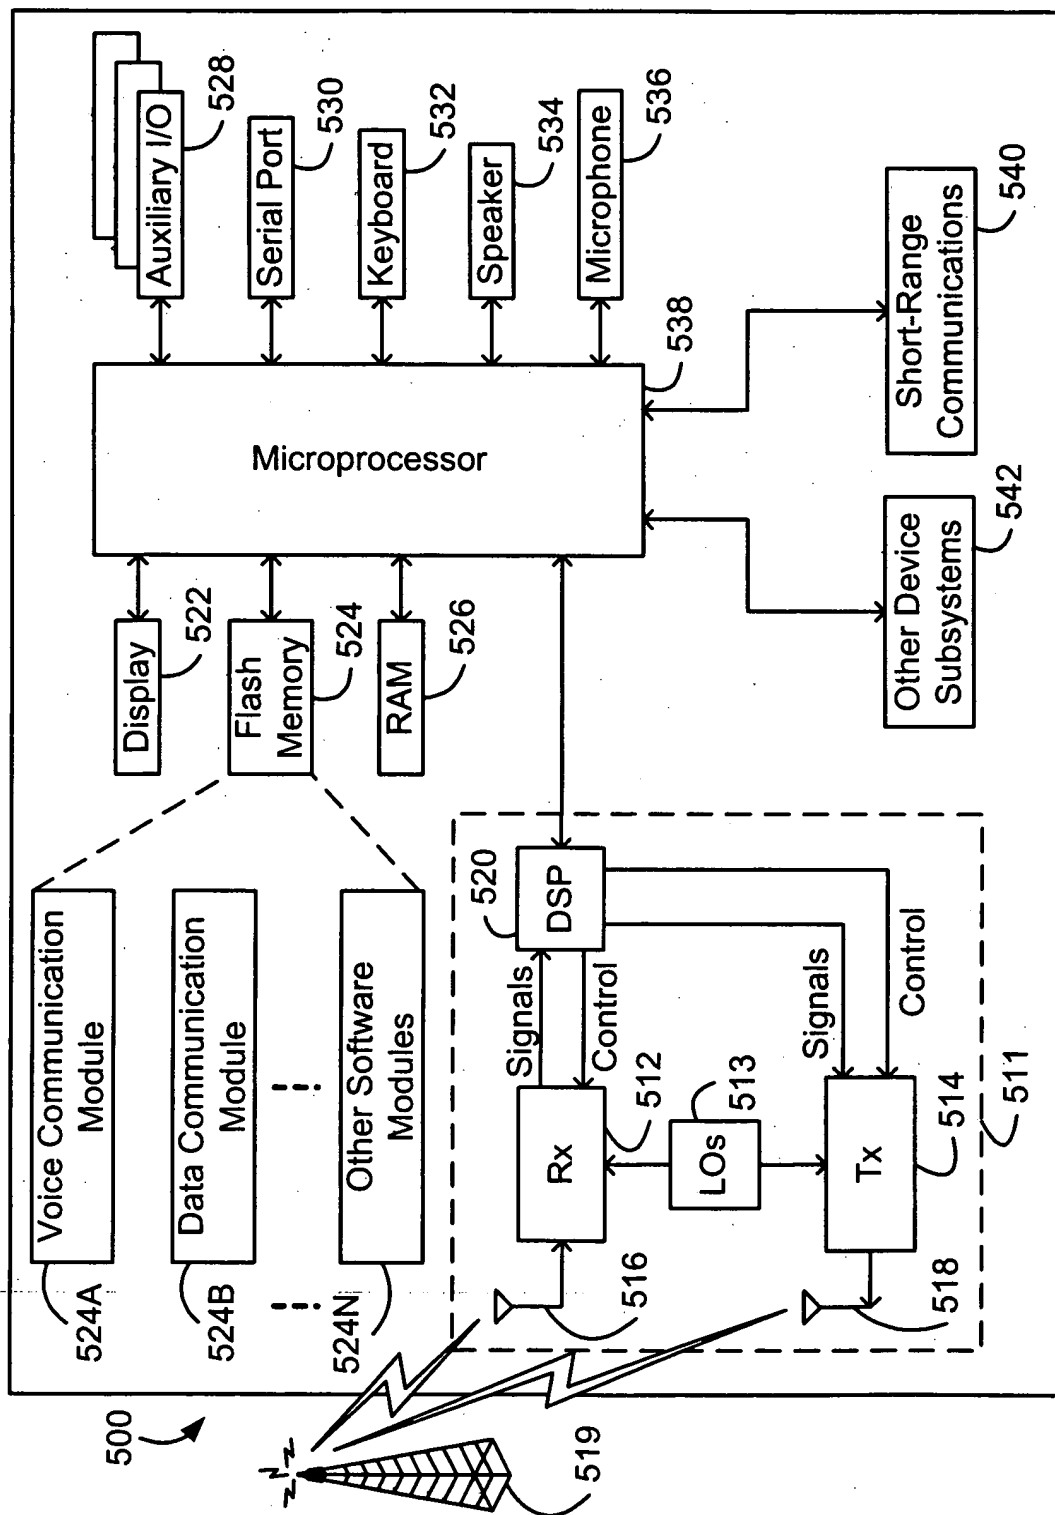 500
519
524A
Voice Communication
Module
524B
Data Communication
Module
524N
Other Software
Modules
Display
522
Flash
Memory
524
RAM
526
Microprocessor
538
Auxiliary I/O
528
Serial Port
530
Keyboard
532
Speaker
534
Microphone
536
Short-Range
Communications
540
Other Device
Subsystems
542
520
DSP
Signals
Control
Rx
512
LOs
513
Signals
Control
Tx
514
511
516
518